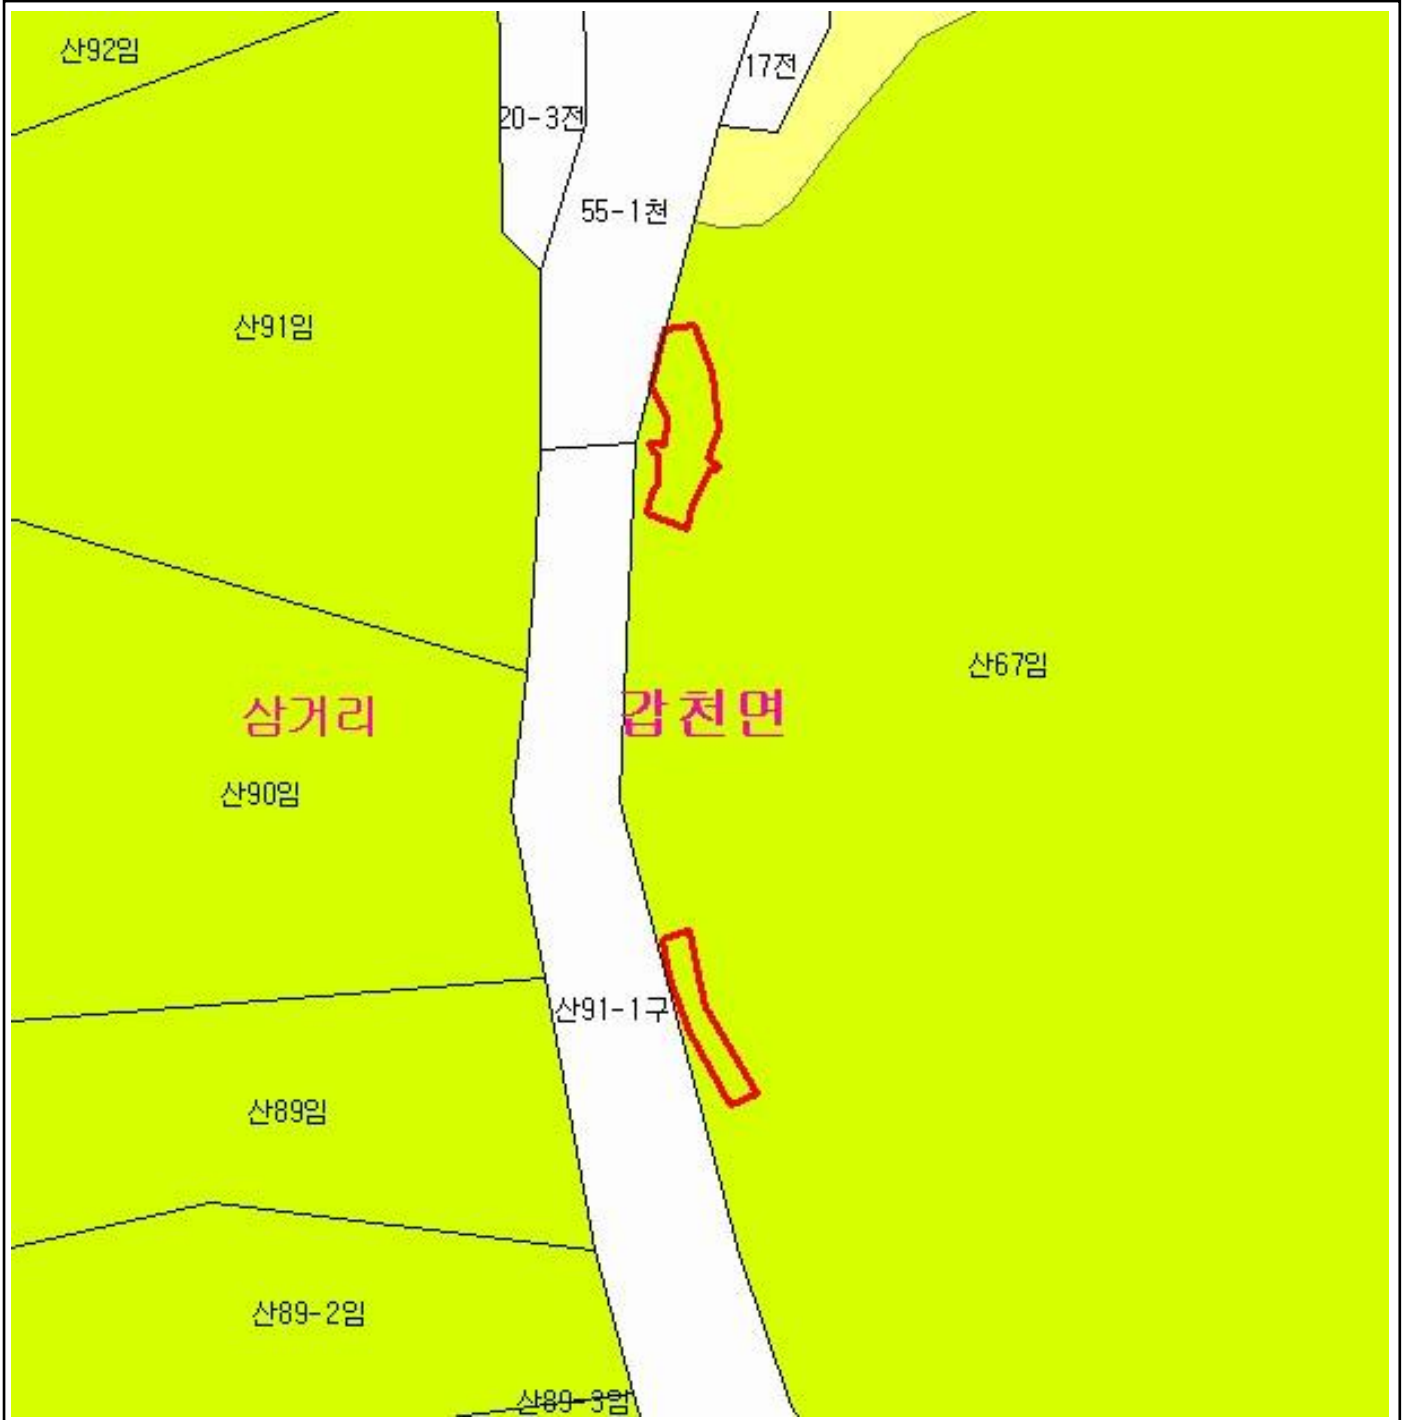 산92임
17전
20-3전
55-1천
산91임
산67임
삼거리
갑천면
산90임
산91-1구
산89임
산89-2임
산89-3임